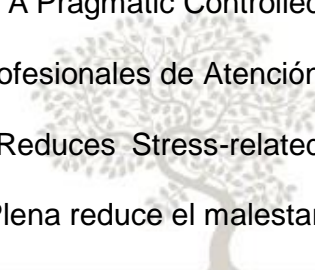 A Pragmatic Controlled
ofesionales de Atención
Reduces Stress-related
Plena reduce el malestar